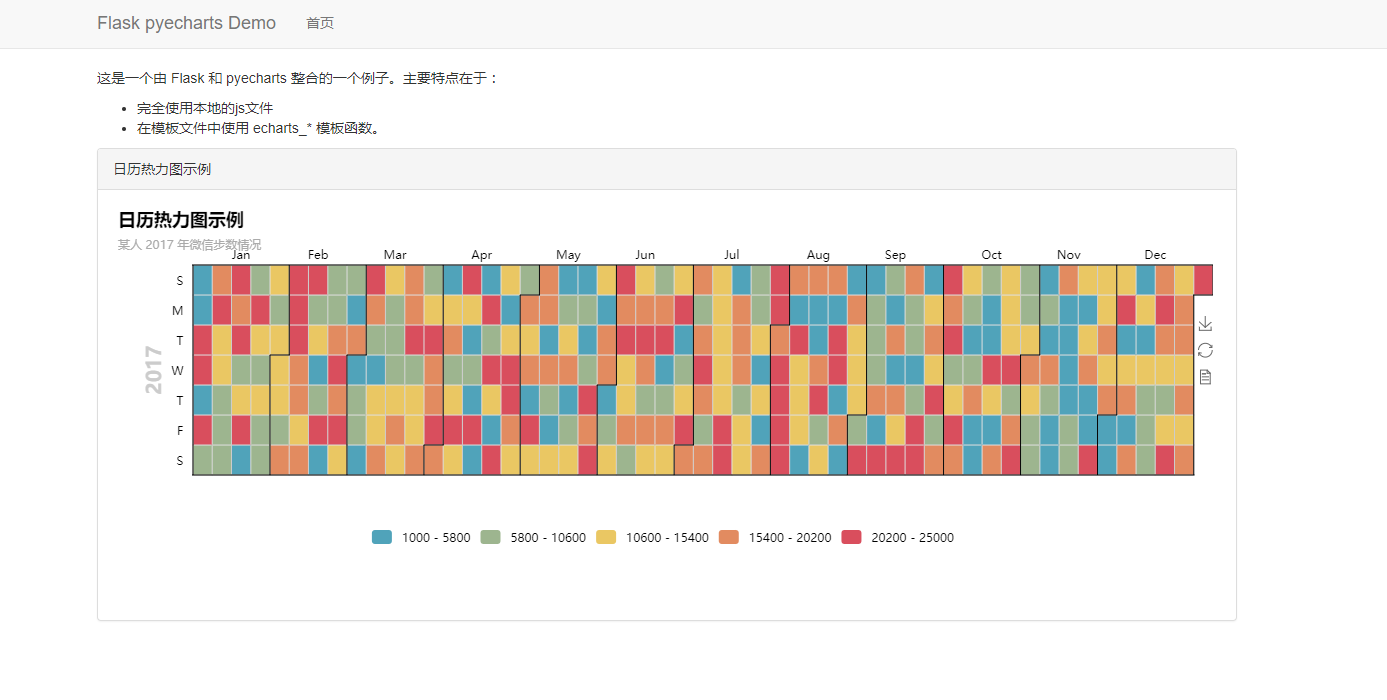 Flask pyecharts Demo 首页
这是一个由 Flask 和 pyecharts 整合的一个例子。主要特点在于：
完全使用本地的js文件
在模板文件中使用 echarts_* 模板函数。
日历热力图示例
日历热力图示例
某人 2017 年微信步数情况
Jan Feb Mar Apr May Jun Jul Aug Sep Oct Nov Dec
S
M
T
W
T
F
S
2017
1000 - 5800 5800 - 10600 10600 - 15400 15400 - 20200 20200 - 25000